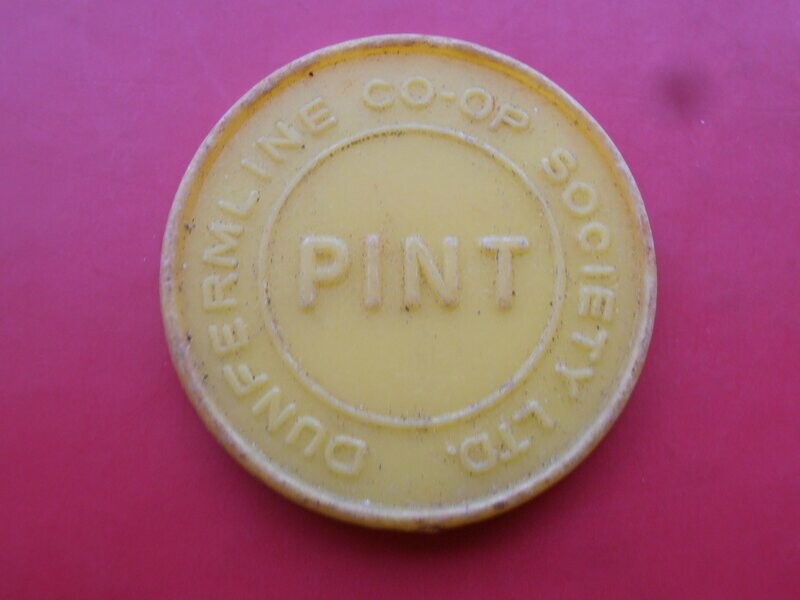 DUNFERMLINE CO-OP SOCIETY LTD.
PINT